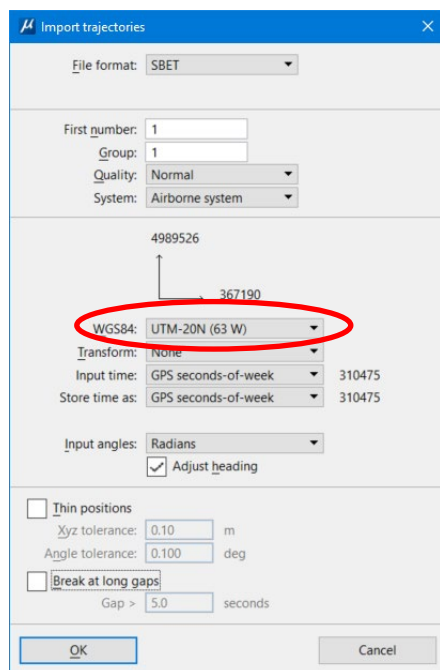 Import trajectories
File format: SBET
First number: 1
Group: 1
Quality: Normal
System: Airborne system
4989526
367190
WGS84: UTM-20N (63 W)
Transform: None
Input time: GPS seconds-of-week 310475
Store time as: GPS seconds-of-week 310475
Input angles: Radians
Adjust heading
Thin positions
Xyz tolerance: 0.10 m
Angle tolerance: 0.100 deg
Break at long gaps
Gap > 5.0 seconds
OK Cancel